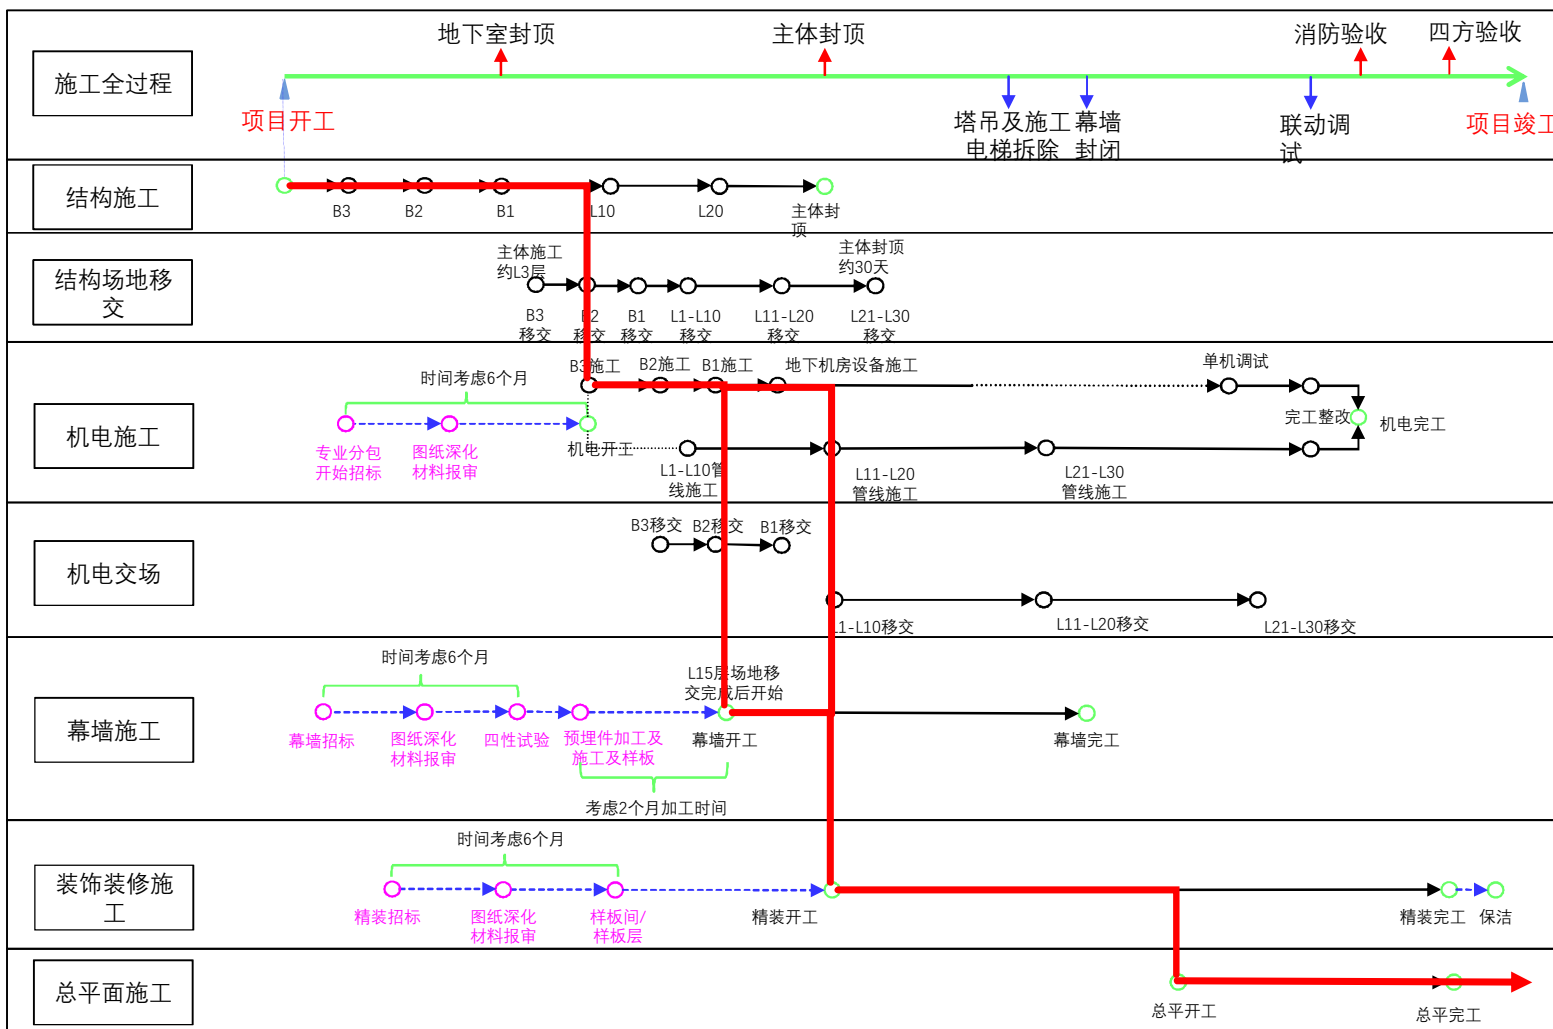 施工全过程
地下室封顶
主体封顶
消防验收
四方验收
项目开工
塔吊及施工
电梯拆除
幕墙
封闭
联动调
试
项目竣工
结构施工
B3
B2
B1
L10
L20
主体封
顶
结构场地移
交
主体施工
约L3层
主体封顶
约30天
B3
移交
B2
移交
B1
移交
L1-L10
移交
L11-L20
移交
L21-L30
移交
机电施工
时间考虑6个月
B3施工
B2施工
B1施工
地下机房设备施工
单机调试
专业分包
开始招标
图纸深化
材料报审
机电开工
L1-L10管
线施工
L11-L20
管线施工
L21-L30
管线施工
完工整改
机电完工
机电交场
B3移交
B2移交
B1移交
L1-L10移交
L11-L20移交
L21-L30移交
幕墙施工
时间考虑6个月
L15层场地移
交完成后开始
幕墙招标
图纸深化
材料报审
四性试验
预埋件加工及
施工及样板
幕墙开工
幕墙完工
考虑2个月加工时间
装饰装修施
工
时间考虑6个月
精装招标
图纸深化
材料报审
样板间/
样板层
精装开工
精装完工
保洁
总平面施工
总平开工
总平完工